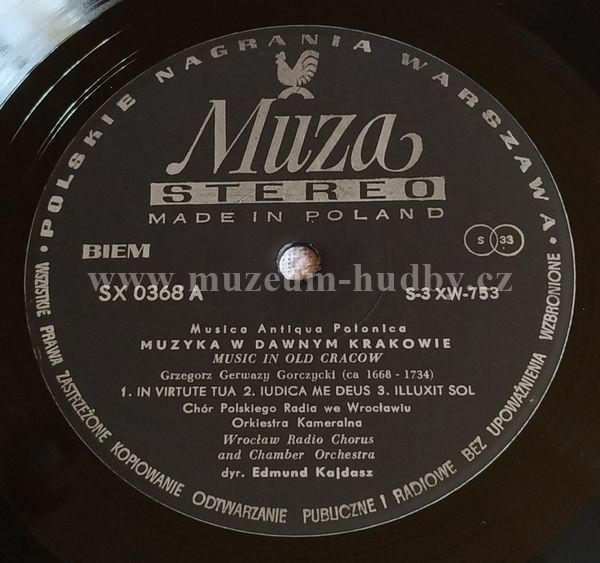 • POLSKIE NAGRANIA WARSZAWA •
Muza
STEREO
MADE IN POLAND
BIEM
S 33
www.muzeum-hudby.cz
SX 0368 A
S-3 XW-753
Musica Antiqua Polonica
MUZYKA W DAWNYM KRAKOWIE
MUSIC IN OLD CRACOW
Grzegorz Gerwazy Gorczycki (ca 1668 - 1734)
1. IN VIRTUTE TUA 2. IUDICA ME DEUS 3. ILLUXIT SOL
Chór Polskiego Radia we Wrocławiu
Orkiestra Kameralna
Wrocław Radio Chorus
and Chamber Orchestra
dyr. Edmund Kajdasz
WSZYSTKIE PRAWA ZASTRZEŻONE KOPIOWANIE ODTWARZANIE PUBLICZNE I RADIOWE BEZ UPOWAŻNIENIA WZBRONIONE